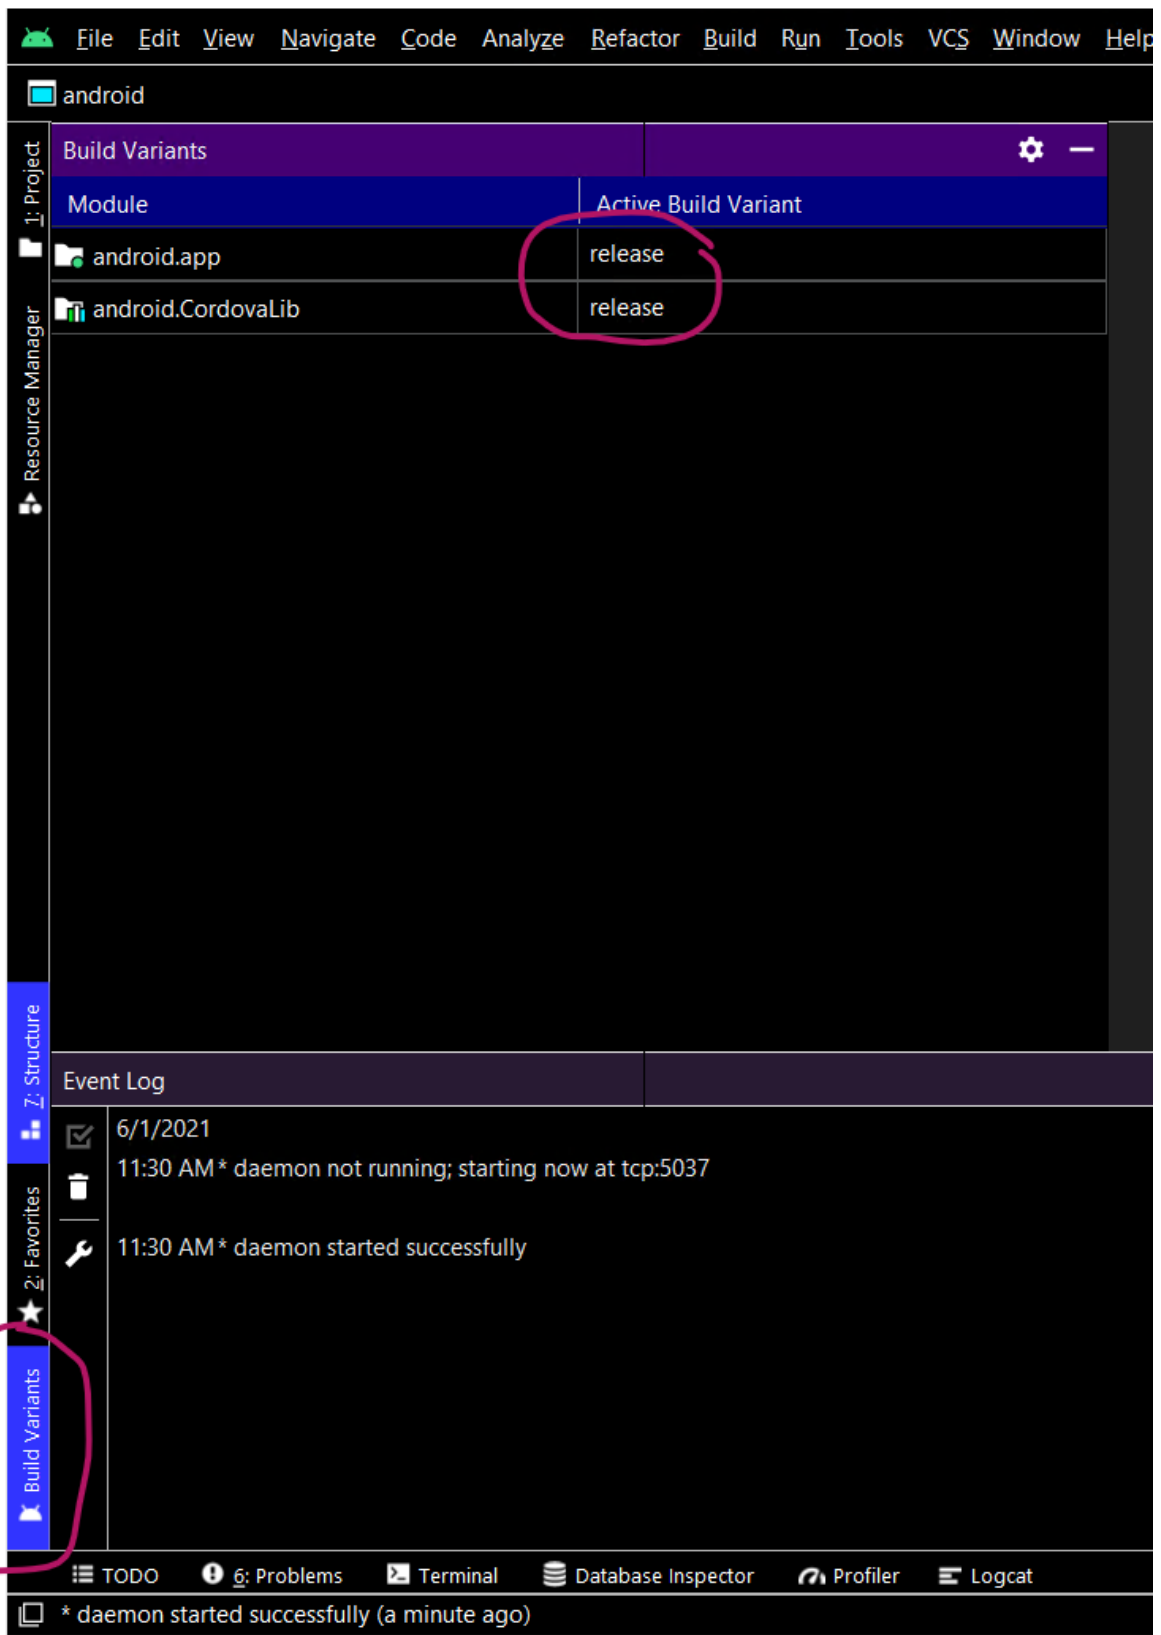 File Edit View Navigate Code Analyze Refactor Build Run Tools VCS Window Help
android
1: Project
Resource Manager
Build Variants
Module Active Build Variant
android.app release
android.CordovaLib release
7: Structure
2: Favorites
Build Variants
Event Log
6/1/2021
11:30 AM * daemon not running; starting now at tcp:5037
11:30 AM * daemon started successfully
TODO 6: Problems Terminal Database Inspector Profiler Logcat
* daemon started successfully (a minute ago)